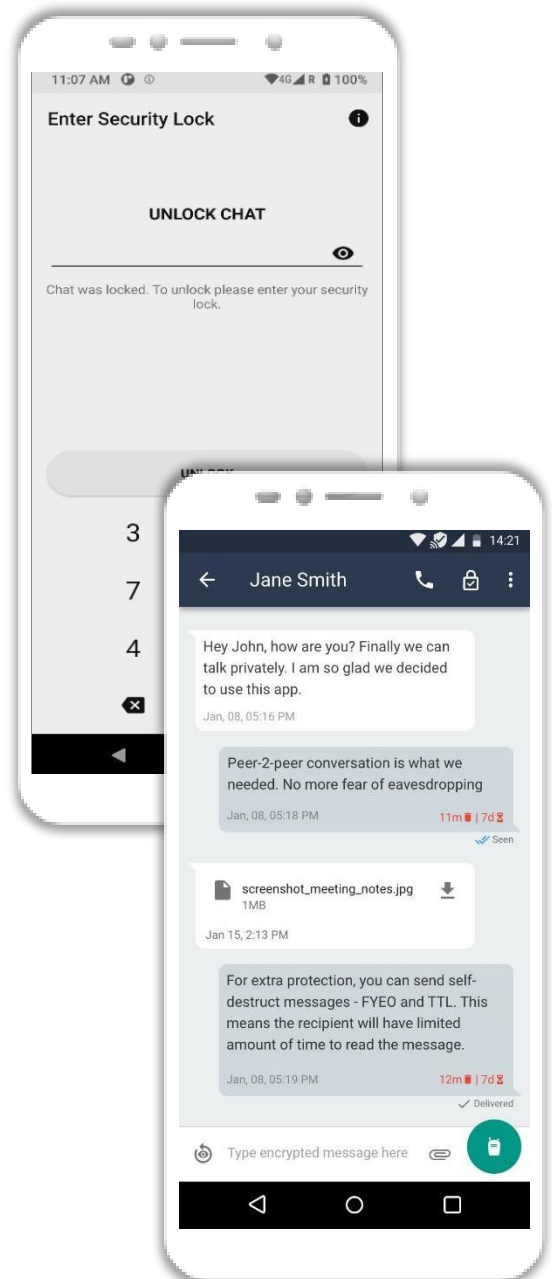 11:07 AM
4G R 100%
Enter Security Lock
UNLOCK CHAT
Chat was locked. To unlock please enter your security
lock.
3
7
4
14:21
Jane Smith
Hey John, how are you? Finally we can
talk privately. I am so glad we decided
to use this app.
Jan, 08, 05:16 PM
Peer-2-peer conversation is what we
needed. No more fear of eavesdropping
Jan, 08, 05:18 PM
11m | 7d
Seen
screenshot_meeting_notes.jpg
1MB
Jan 15, 2:13 PM
For extra protection, you can send self-
destruct messages - FYEO and TTL. This
means the recipient will have limited
amount of time to read the message.
Jan, 08, 05:19 PM
12m | 7d
Delivered
Type encrypted message here